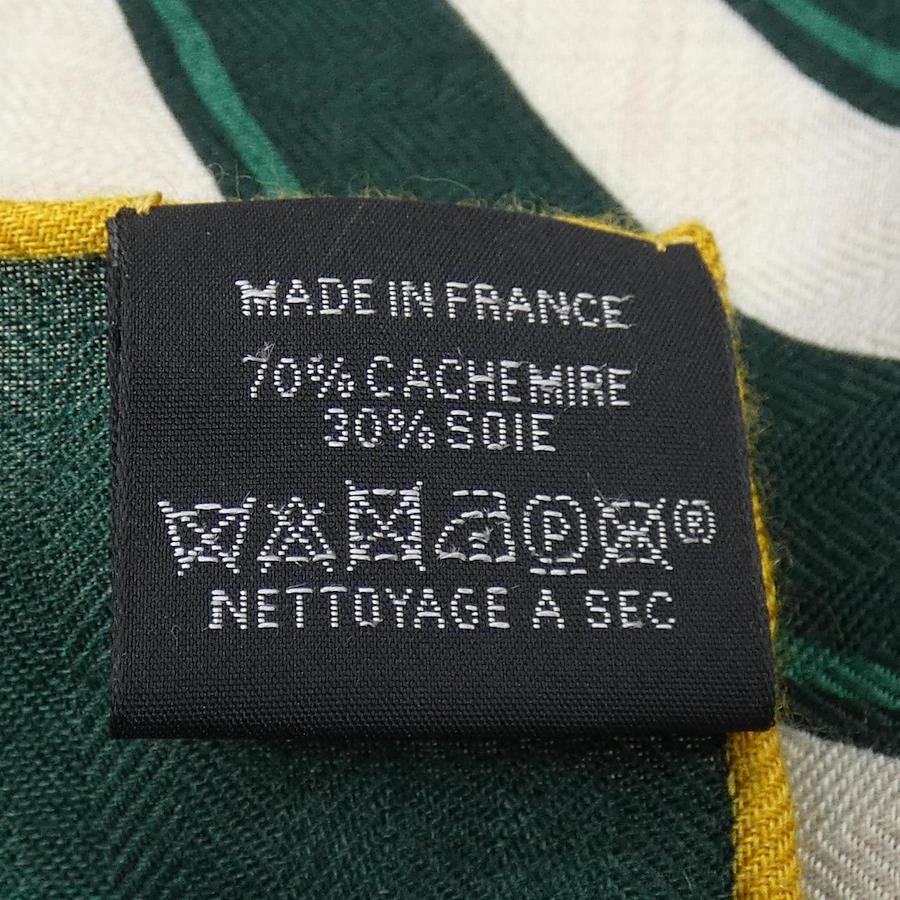 MADE IN FRANCE
70% CACHEMIRE
30% SOIE
P ®
NETTOYAGE A SEC